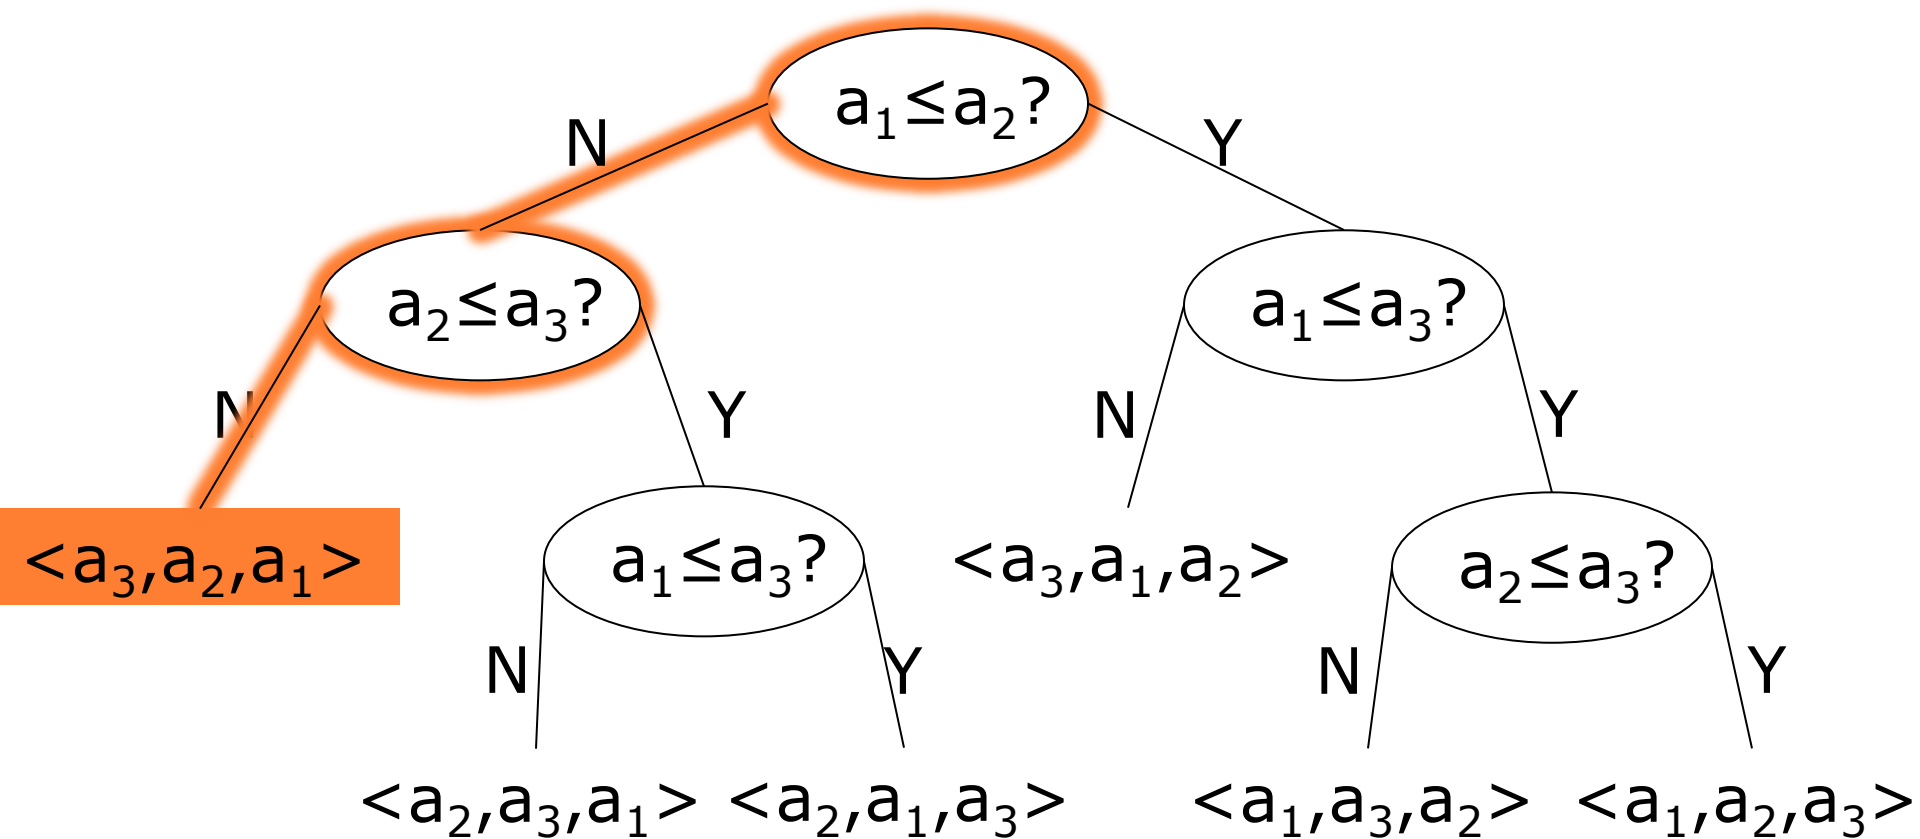 a₁≤a₂?
N
Y
a₂≤a₃?
a₁≤a₃?
N
Y
N
Y
<a₃,a₂,a₁>
a₁≤a₃?
<a₃,a₁,a₂>
a₂≤a₃?
N
Y
N
Y
<a₂,a₃,a₁>
<a₂,a₁,a₃>
<a₁,a₃,a₂>
<a₁,a₂,a₃>